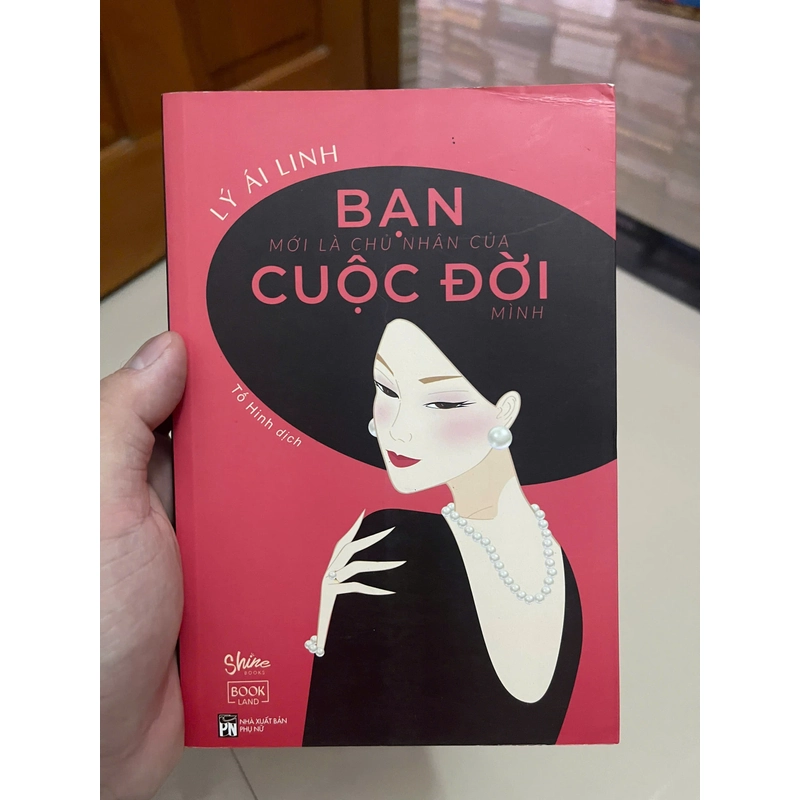 LÝ ÁI LINH
BẠN
MỚI LÀ CHỦ NHÂN CỦA
CUỘC ĐỜI
MÌNH
Tố Hinh dịch
Shine
BOOKS
BOOK
LAND
PN
NHÀ XUẤT BẢN
PHỤ NỮ